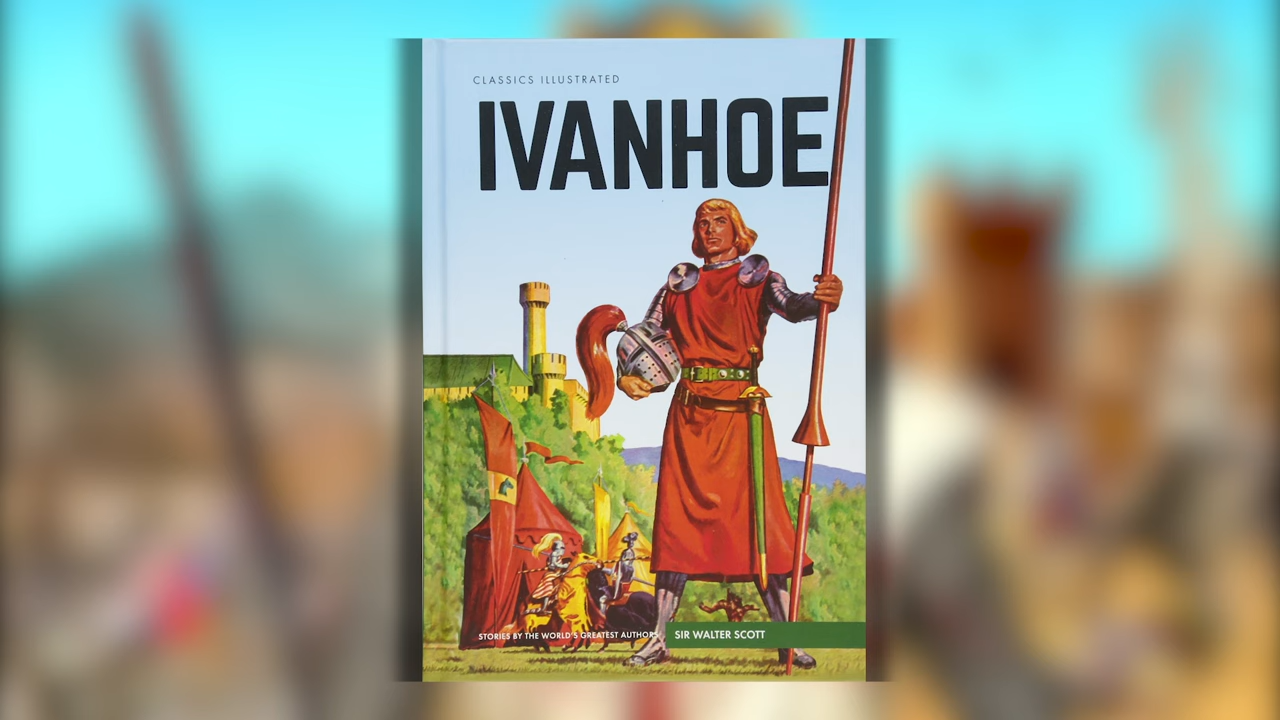 CLASSICS ILLUSTRATED
IVANHOE
STORIES BY THE WORLD'S GREATEST AUTHORS
SIR WALTER SCOTT